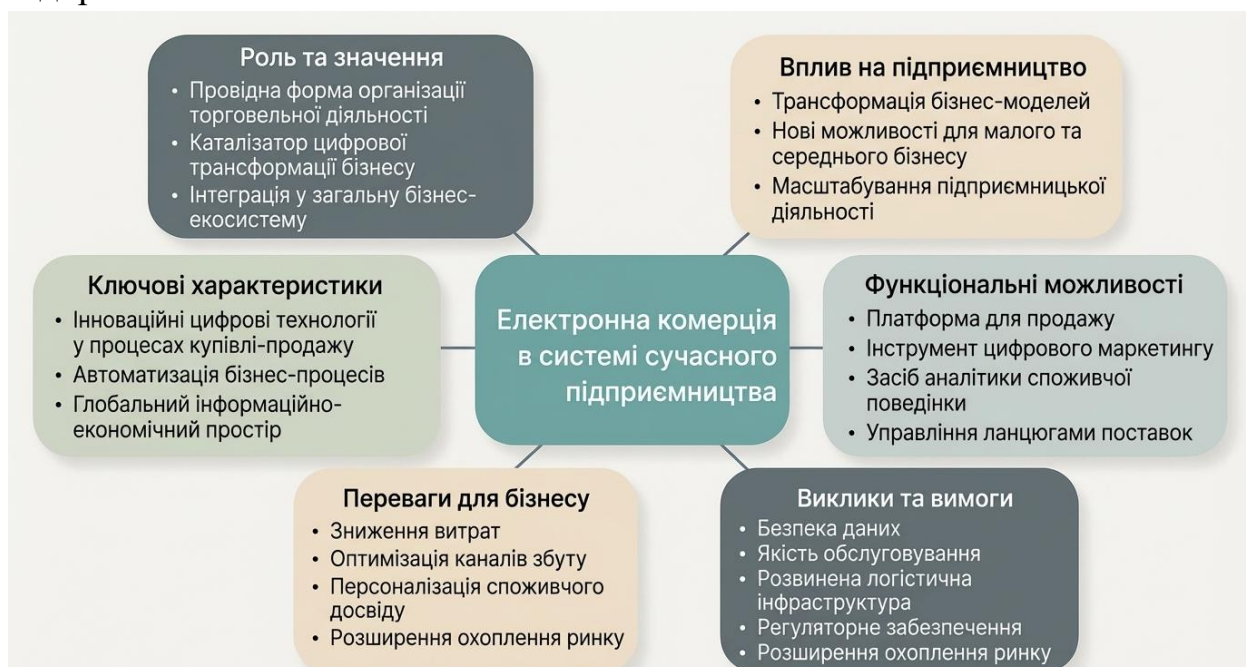 Роль та значення
• Провідна форма організації
торговельної діяльності
• Каталізатор цифрової
трансформації бізнесу
• Інтеграція у загальну бізнес-
екосистему
Вплив на підприємництво
• Трансформація бізнес-моделей
• Нові можливості для малого та
середнього бізнесу
• Масштабування підприємницької
діяльності
Ключові характеристики
• Інноваційні цифрові технології
у процесах купівлі-продажу
• Автоматизація бізнес-процесів
• Глобальний інформаційно-
економічний простір
Електронна комерція
в системі сучасного
підприємництва
Функціональні можливості
• Платформа для продажу
• Інструмент цифрового маркетингу
• Засіб аналітики споживчої
поведінки
• Управління ланцюгами поставок
Переваги для бізнесу
• Зниження витрат
• Оптимізація каналів збуту
• Персоналізація споживчого
досвіду
• Розширення охоплення ринку
Виклики та вимоги
• Безпека даних
• Якість обслуговування
• Розвинена логістична
інфраструктура
• Регуляторне забезпечення
• Розширення охоплення ринку